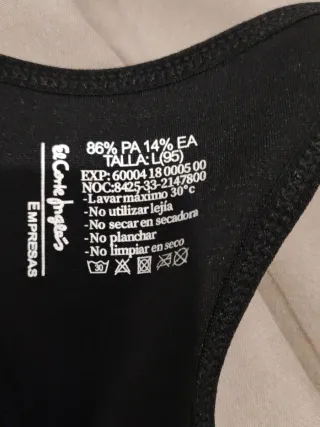 86% PA 14% EA
TALLA: L(95)
EXP: 60004 18 0005 00
NOC:8425-33-2147800
-Lavar máximo 30°c
-No utilizar lejía
-No secar en secadora
-No planchar
-No limpiar en seco
30
El Corte Inglés
EMPRESAS